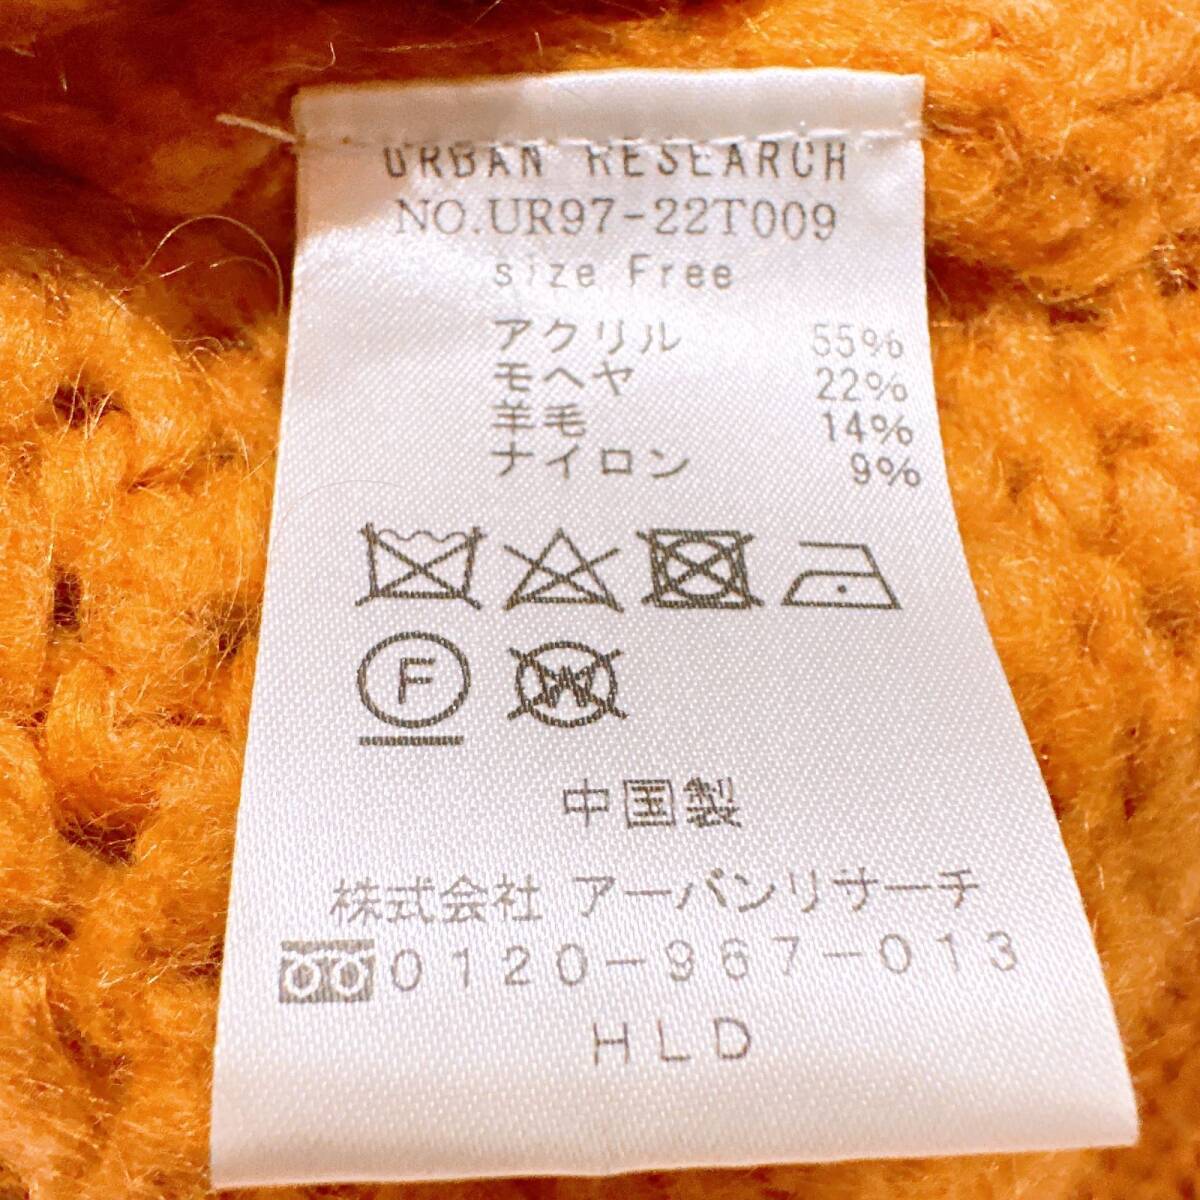 URBAN RESEARCH
NO.UR97-22T009
size Free
アクリル 55%
モヘヤ 22%
羊毛 14%
ナイロン 9%
F
W
中国製
株式会社 アーバンリサーチ
0120-967-013
HLD